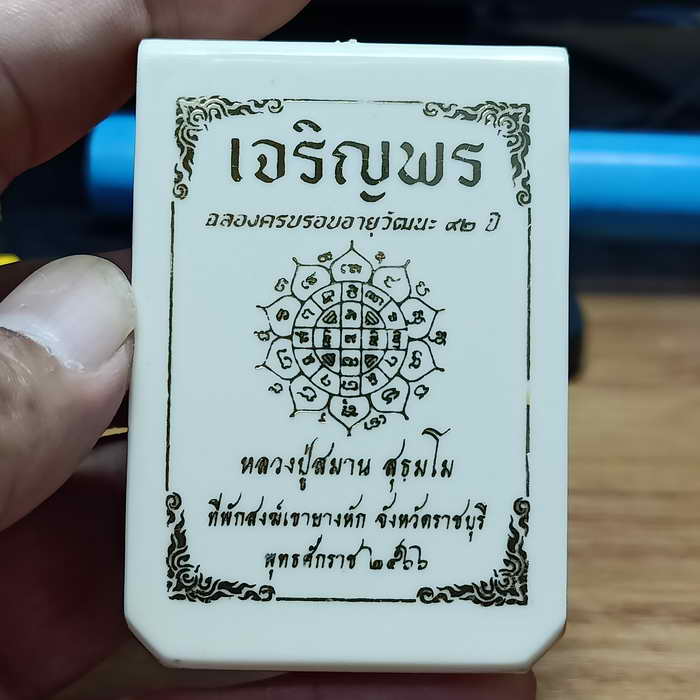 เจริญพร
ฉลองครบรอบอายุวัฒนะ ๙๒ ปี
หลวงปู่สมาน สุธมฺโม
ที่พักสงฆ์เขายางหัก จังหวัดราชบุรี
พุทธศักราช ๒๕๖๖